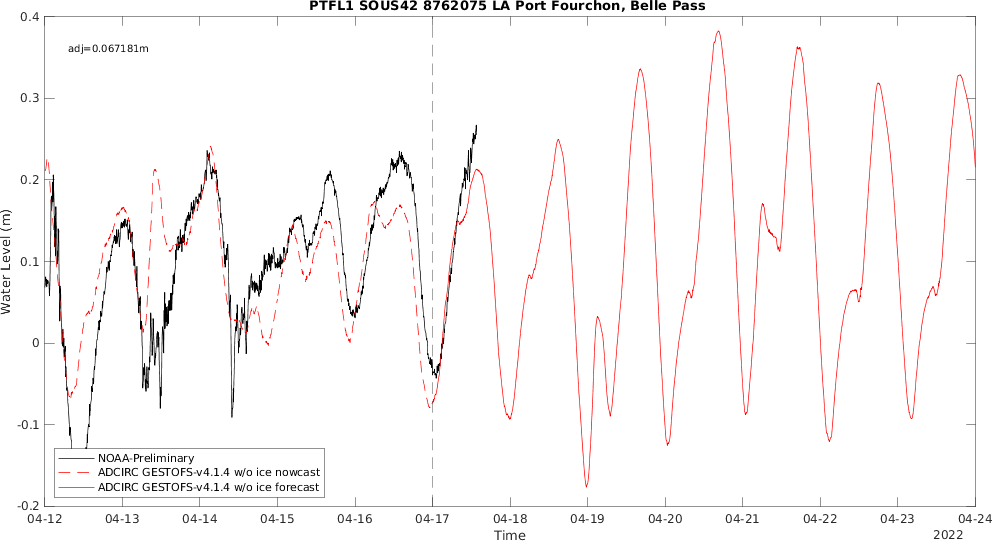 PTFL1 SOUS42 8762075 LA Port Fourchon, Belle Pass
adj=0.067181m
Water Level (m)
0.4
0.3
0.2
0.1
0
-0.1
-0.2
NOAA-Preliminary
ADCIRC GESTOFS-v4.1.4 w/o ice nowcast
ADCIRC GESTOFS-v4.1.4 w/o ice forecast
04-12 04-13 04-14 04-15 04-16 04-17 04-18 04-19 04-20 04-21 04-22 04-23 04-24
Time
2022